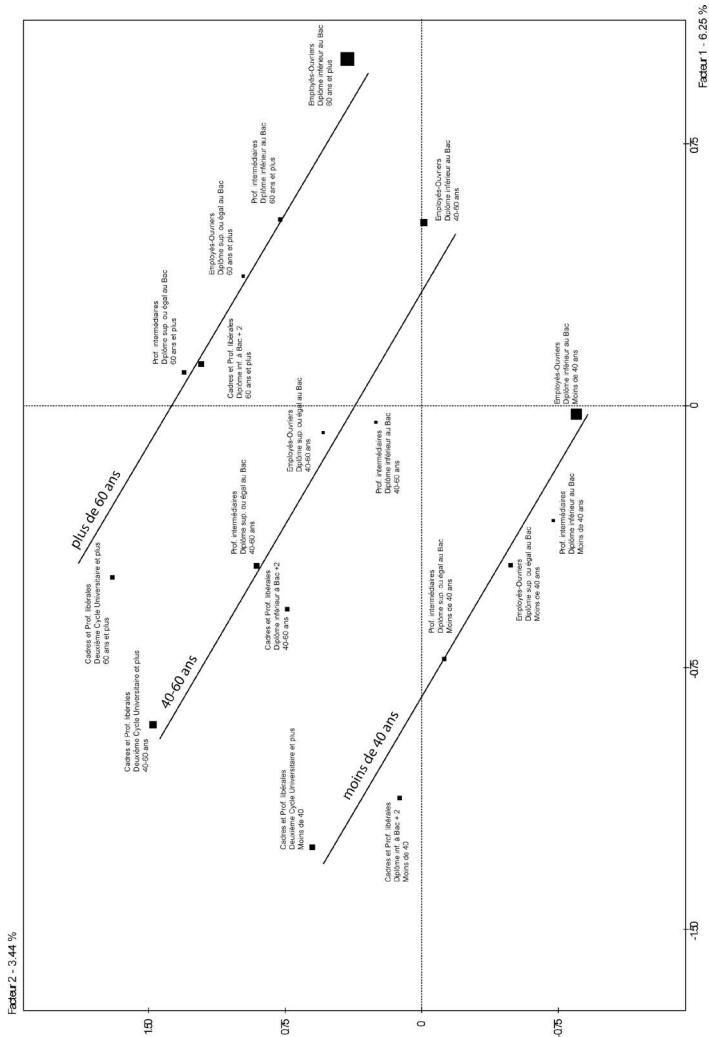 Facteur 2 - 3.44 %
Cadres et Prof. libérales
Deuxième Cycle Universitaire et plus
60 ans et plus
plus de 60 ans
Prof. intermédiaires
Diplôme sup. ou égal au Bac
60 ans et plus
Cadres et Prof. libérales
Diplôme inf. à Bac + 2
60 ans et plus
Employés-Ouvriers
Diplôme sup. ou égal au Bac
60 ans et plus
Prof. intermédiaires
Diplôme inférieur au Bac
60 ans et plus
Employés-Ouvriers
Diplôme inférieur au Bac
60 ans et plus
Cadres et Prof. libérales
Deuxième Cycle Universitaire et plus
40-60 ans
40-60 ans
Prof. intermédiaires
Diplôme sup. ou égal au Bac
40-60 ans
Cadres et Prof. libérales
Diplôme inférieur à Bac +2
40-60 ans
Employés-Ouvriers
Diplôme sup. ou égal au Bac
40-60 ans
Prof. intermédiaires
Diplôme inférieur au Bac
40-60 ans
Employés-Ouvriers
Diplôme inférieur au Bac
40-60 ans
Cadres et Prof. libérales
Deuxième Cycle Universitaire et plus
Moins de 40
moins de 40 ans
Cadres et Prof. libérales
Diplôme inf. à Bac + 2
Moins de 40
Prof. intermédiaires
Diplôme sup. ou égal au Bac
Moins de 40 ans
Employés-Ouvriers
Diplôme sup. ou égal au Bac
Moins de 40 ans
Prof. intermédiaires
Diplôme inférieur au Bac
Moins de 40 ans
Employés-Ouvriers
Diplôme inférieur au Bac
Moins de 40 ans
1.50
0.75
0
-0.75
-1.50
-0.75
0
0.75
Facteur 1 - 6.25 %